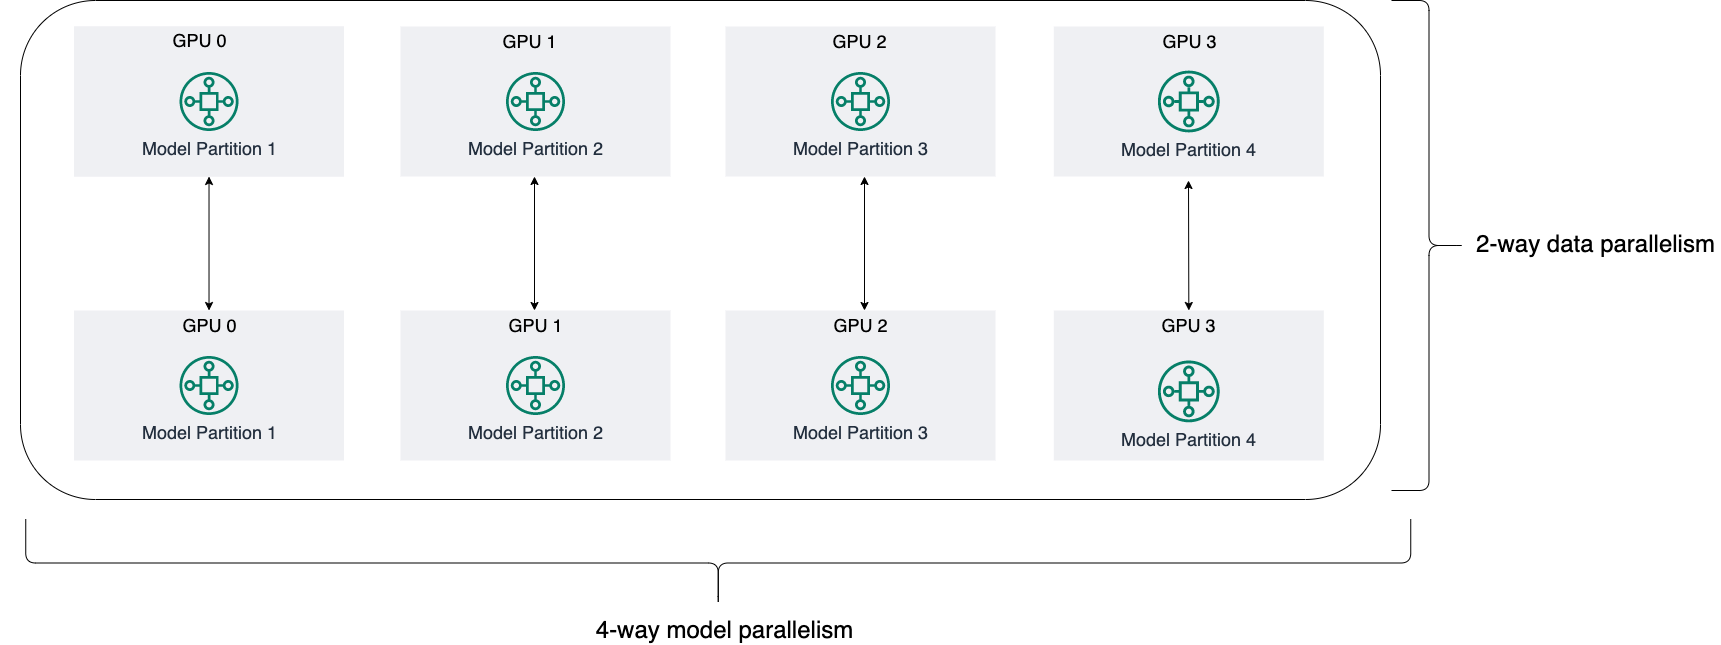 GPU 0
GPU 1
GPU 2
GPU 3
Model Partition 1
Model Partition 2
Model Partition 3
Model Partition 4
2-way data parallelism
GPU 0
GPU 1
GPU 2
GPU 3
Model Partition 1
Model Partition 2
Model Partition 3
Model Partition 4
4-way model parallelism